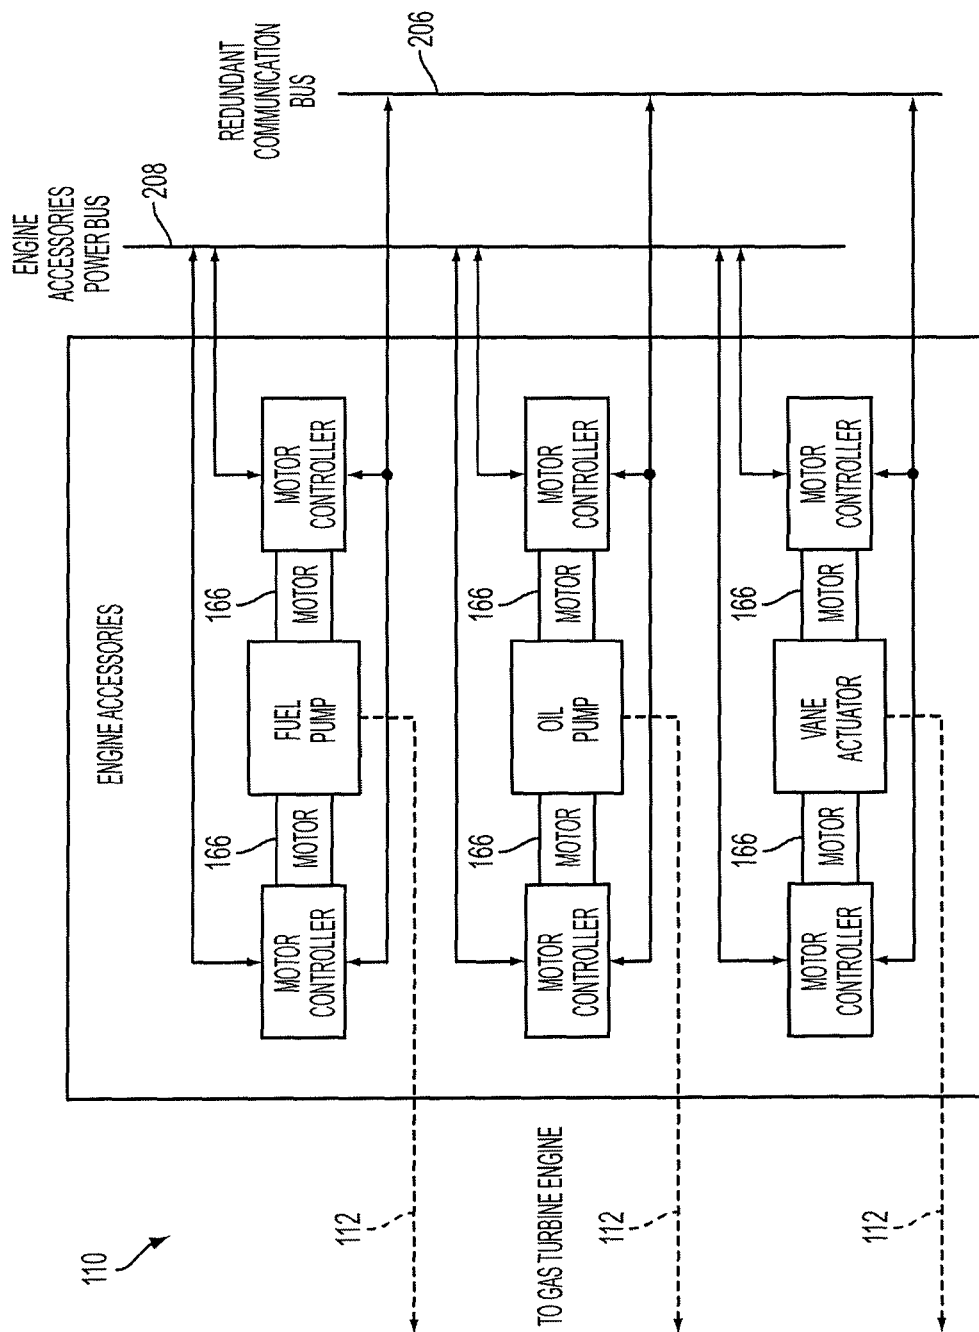 ENGINE
ACCESSORIES
POWER BUS
208
110
ENGINE ACCESSORIES
REDUNDANT
COMMUNICATION
BUS
206
166
166
MOTOR
CONTROLLER
MOTOR
FUEL
PUMP
MOTOR
MOTOR
CONTROLLER
112
166
166
MOTOR
CONTROLLER
MOTOR
OIL
PUMP
MOTOR
MOTOR
CONTROLLER
TO GAS TURBINE ENGINE
112
166
166
MOTOR
CONTROLLER
MOTOR
VANE
ACTUATOR
MOTOR
MOTOR
CONTROLLER
112